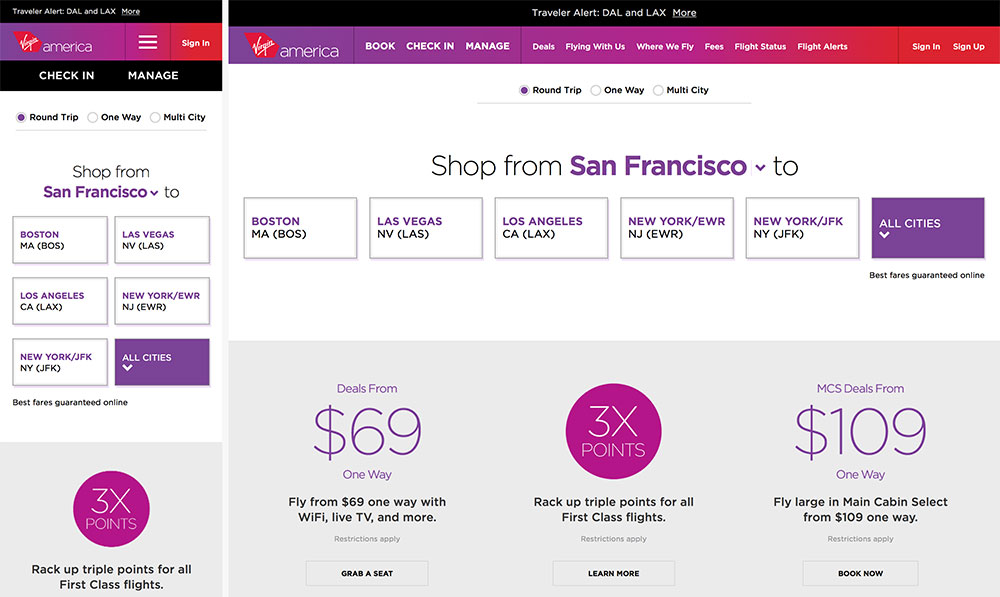 Traveler Alert: DAL and LAX More
Virgin america
Sign In
CHECK IN MANAGE
Round Trip One Way Multi City
Shop from
San Francisco to
BOSTON
MA (BOS)
LAS VEGAS
NV (LAS)
LOS ANGELES
CA (LAX)
NEW YORK/EWR
NJ (EWR)
NEW YORK/JFK
NY (JFK)
ALL CITIES
Best fares guaranteed online
3X
POINTS
Rack up triple points for all
First Class flights.
Traveler Alert: DAL and LAX More
Virgin america BOOK CHECK IN MANAGE Deals Flying With Us Where We Fly Fees Flight Status Flight Alerts Sign In Sign Up
Round Trip One Way Multi City
Shop from San Francisco to
BOSTON
MA (BOS)
LAS VEGAS
NV (LAS)
LOS ANGELES
CA (LAX)
NEW YORK/EWR
NJ (EWR)
NEW YORK/JFK
NY (JFK)
ALL CITIES
Best fares guaranteed online
Deals From
$69
One Way
Fly from $69 one way with
WiFi, live TV, and more.
Restrictions apply
GRAB A SEAT
3X
POINTS
Rack up triple points for all
First Class flights.
Restrictions apply
LEARN MORE
MCS Deals From
$109
One Way
Fly large in Main Cabin Select
from $109 one way.
Restrictions apply
BOOK NOW